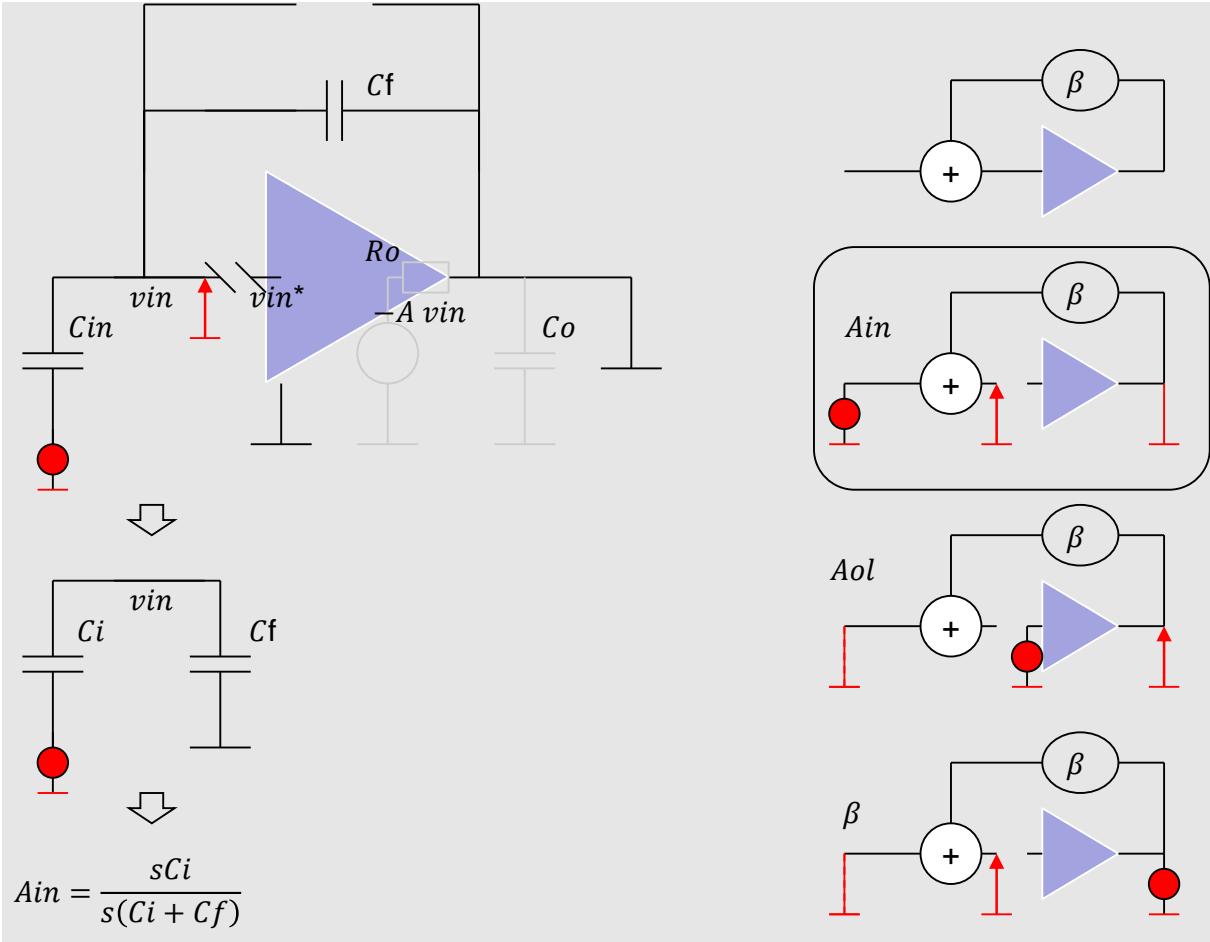 Cf
Ro
vin
vin*
−A vin
Cin
Co
vin
Ci
Cf
Ain = sCi / s(Ci + Cf)
β
+
Ain
β
+
Aol
β
+
β
β
+